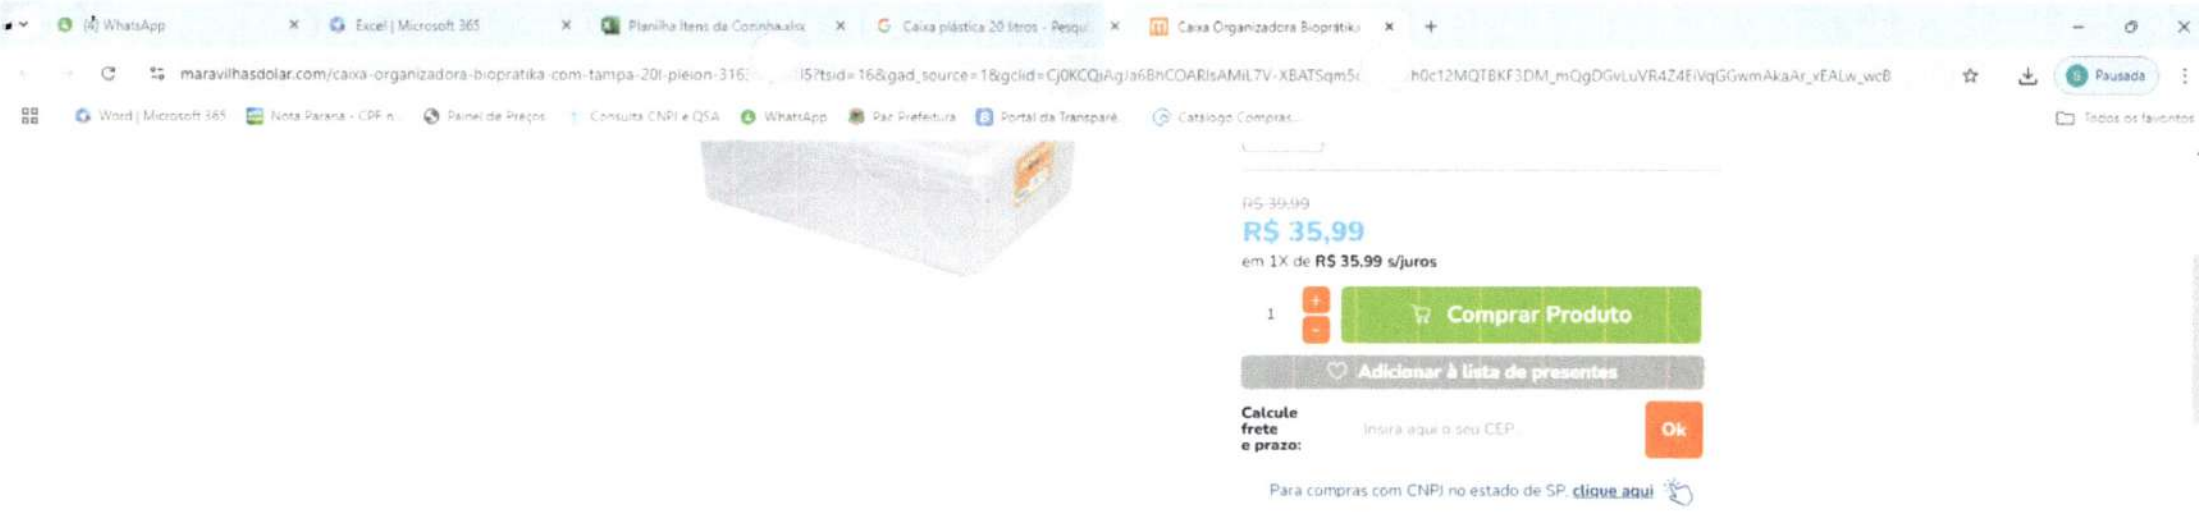 (4) WhatsApp
Excel | Microsoft 365
Planilha Itens da Cozinha.xlsx
Caixa plástica 20 litros - Pesqui
Caixa Organizadora Bioprátika
maravilhasdolar.com/caixa-organizadora-biopratika-com-tampa-20l-pleion-316
Pausada
Word | Microsoft 365
Nota Parana - CPF n...
Painel de Preços
Consulta CNPJ e QSA
WhatsApp
Pac Prefeitura
Portal da Transparê...
Catálogo Compras...
Todos os favoritos
R$ 39,99
R$ 35,99
em 1X de R$ 35,99 s/juros
1
+
-
Comprar Produto
Adicionar à lista de presentes
Calcule
frete
e prazo:
Insira aqui o seu CEP...
Ok
Para compras com CNPJ no estado de SP, clique aqui